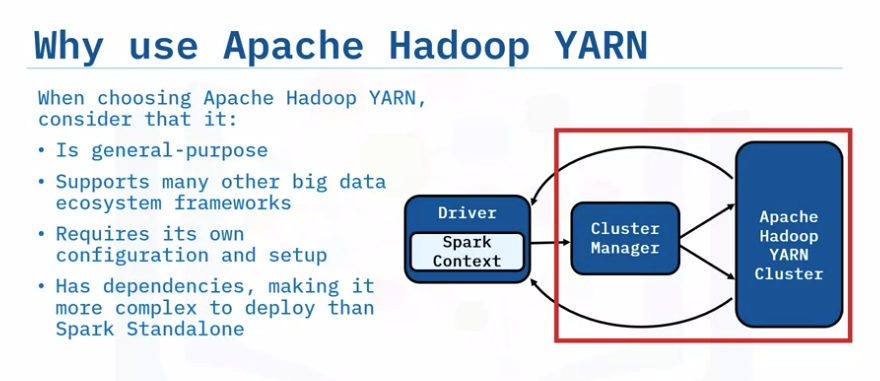 Why use Apache Hadoop YARN
When choosing Apache Hadoop YARN,
consider that it:
• Is general-purpose
• Supports many other big data
ecosystem frameworks
• Requires its own
configuration and setup
• Has dependencies, making it
more complex to deploy than
Spark Standalone
Driver
Spark
Context
Cluster
Manager
Apache
Hadoop
YARN
Cluster